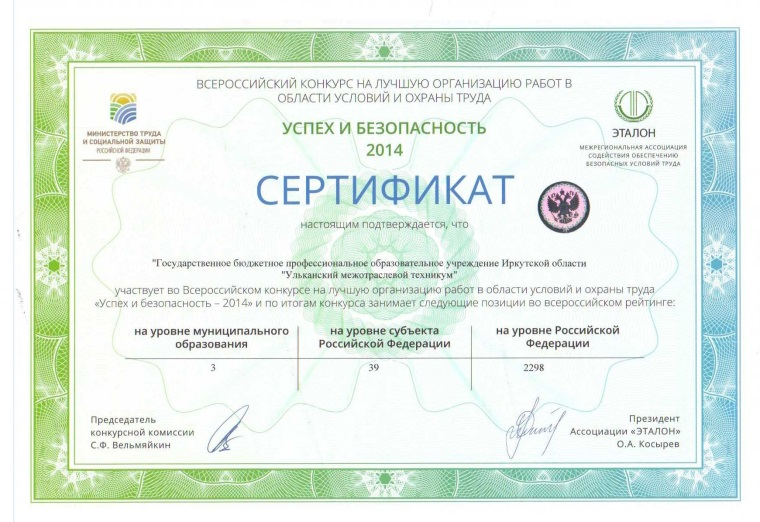 ВСЕРОССИЙСКИЙ КОНКУРС НА ЛУЧШУЮ ОРГАНИЗАЦИЮ РАБОТ В
ОБЛАСТИ УСЛОВИЙ И ОХРАНЫ ТРУДА
МИНИСТЕРСТВО ТРУДА
И СОЦИАЛЬНОЙ ЗАЩИТЫ
РОССИЙСКОЙ ФЕДЕРАЦИИ
УСПЕХ И БЕЗОПАСНОСТЬ
2014
ЭТАЛОН
МЕЖРЕГИОНАЛЬНАЯ АССОЦИАЦИЯ
СОДЕЙСТВИЯ ОБЕСПЕЧЕНИЮ
БЕЗОПАСНЫХ УСЛОВИЙ ТРУДА
СЕРТИФИКАТ
настоящим подтверждается, что
"Государственное бюджетное профессиональное образовательное учреждение Иркутской области
"Ульканский межотраслевой техникум"
участвует во Всероссийском конкурсе на лучшую организацию работ в области условий и охраны труда
«Успех и безопасность – 2014» и по итогам конкурса занимает следующие позиции во всероссийском рейтинге:
на уровне муниципального
образования
3
на уровне субъекта
Российской Федерации
39
на уровне Российской
Федерации
2298
Председатель
конкурсной комиссии
С.Ф. Вельмяйкин
Президент
Ассоциации «ЭТАЛОН»
О.А. Косырев